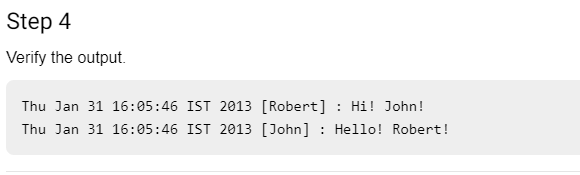 Step 4
Verify the output.
Thu Jan 31 16:05:46 IST 2013 [Robert] : Hi! John!
Thu Jan 31 16:05:46 IST 2013 [John] : Hello! Robert!